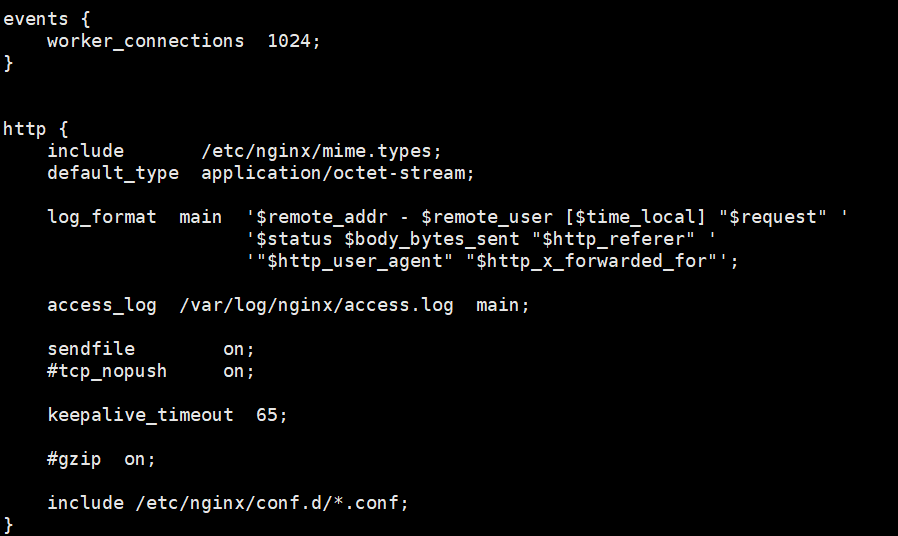 events {
    worker_connections  1024;
}
http {
    include       /etc/nginx/mime.types;
    default_type  application/octet-stream;
    log_format  main  '$remote_addr - $remote_user [$time_local] "$request" '
                      '$status $body_bytes_sent "$http_referer" '
                      '"$http_user_agent" "$http_x_forwarded_for"';
    access_log  /var/log/nginx/access.log  main;
    sendfile        on;
    #tcp_nopush     on;
    keepalive_timeout  65;
    #gzip  on;
    include /etc/nginx/conf.d/*.conf;
}